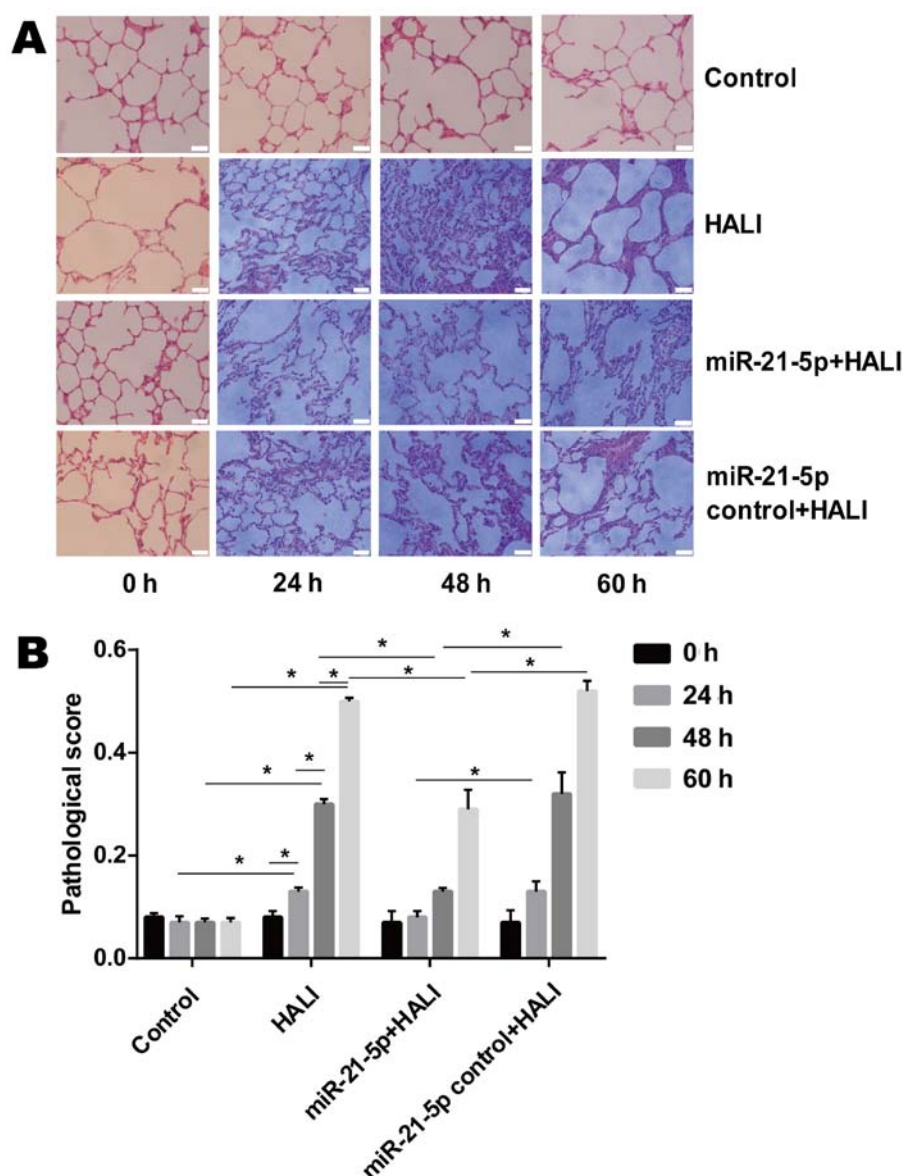 A
Control
HALI
miR-21-5p+HALI
miR-21-5p
control+HALI
0 h
24 h
48 h
60 h
B
Pathological score
0.6
0.4
0.2
0.0
*
*
*
*
*
*
*
*
*
*
*
0 h
24 h
48 h
60 h
Control
HALI
miR-21-5p+HALI
miR-21-5p control+HALI